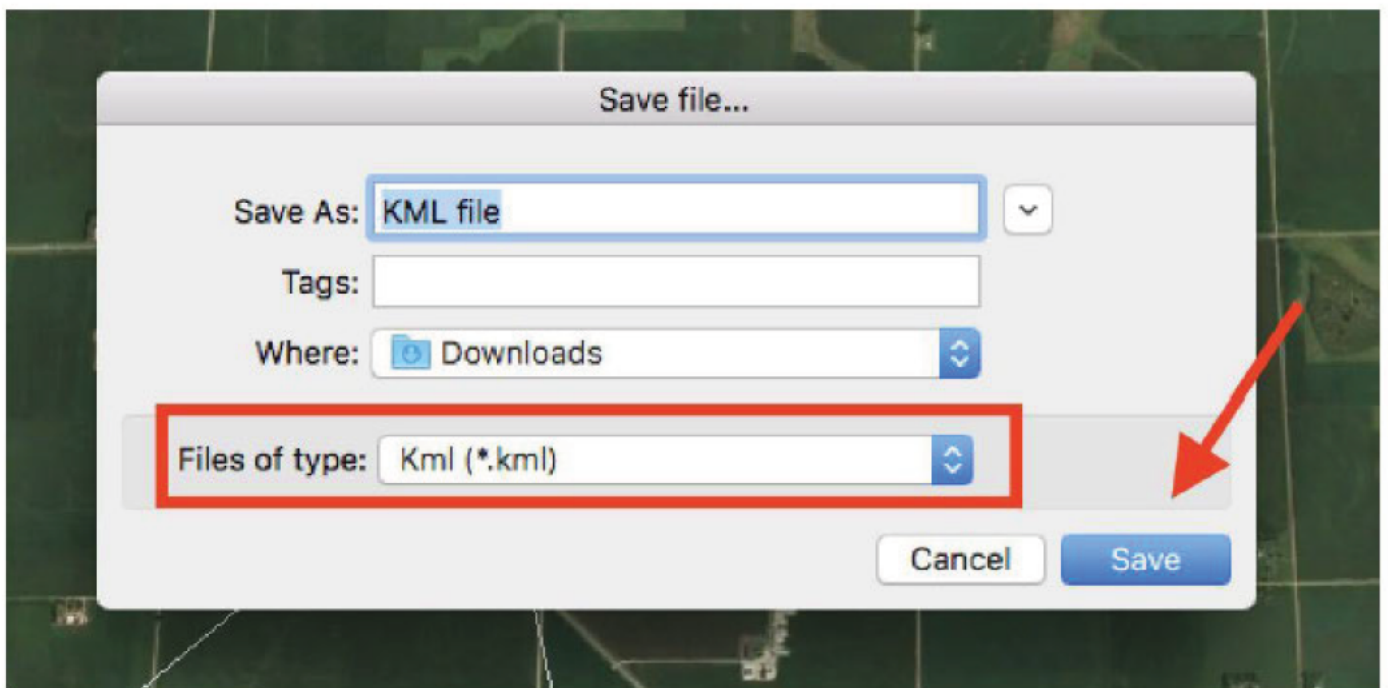 Save file...
Save As: KML file
Tags:
Where: Downloads
Files of type: Kml (*.kml)
Cancel Save